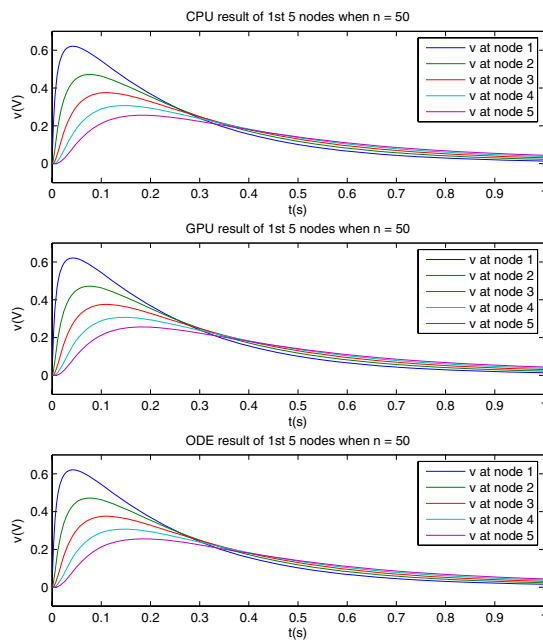 CPU result of 1st 5 nodes when n = 50
v(V)
0.6
0.4
0.2
0
v at node 1
v at node 2
v at node 3
v at node 4
v at node 5
0 0.1 0.2 0.3 0.4 0.5 0.6 0.7 0.8 0.9 1
t(s)
GPU result of 1st 5 nodes when n = 50
v(V)
0.6
0.4
0.2
0
v at node 1
v at node 2
v at node 3
v at node 4
v at node 5
0 0.1 0.2 0.3 0.4 0.5 0.6 0.7 0.8 0.9 1
t(s)
ODE result of 1st 5 nodes when n = 50
v(V)
0.6
0.4
0.2
0
v at node 1
v at node 2
v at node 3
v at node 4
v at node 5
0 0.1 0.2 0.3 0.4 0.5 0.6 0.7 0.8 0.9 1
t(s)